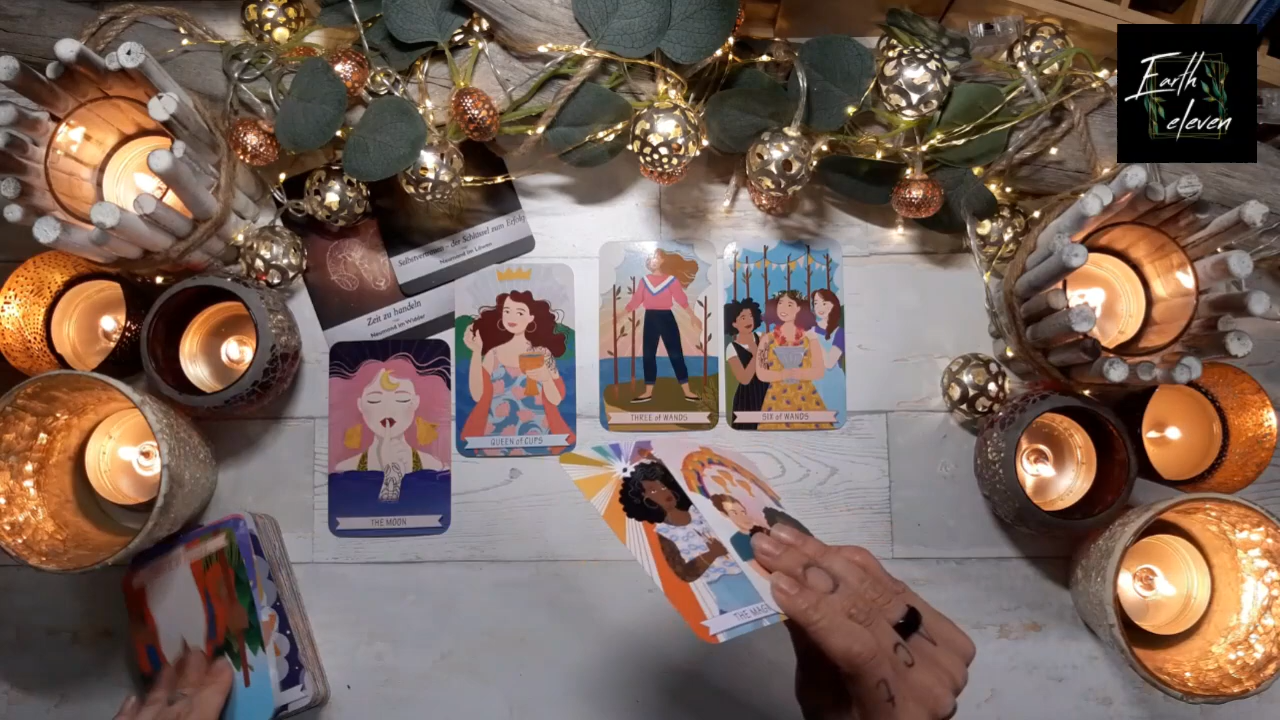 Earth
eleven
Selbstvertrauen - der Schlüssel zum Erfolg
Neumond im Löwen
Zeit zu handeln
Neumond im Widder
QUEEN of CUPS
THREE of WANDS
SIX of WANDS
THE MOON
THE